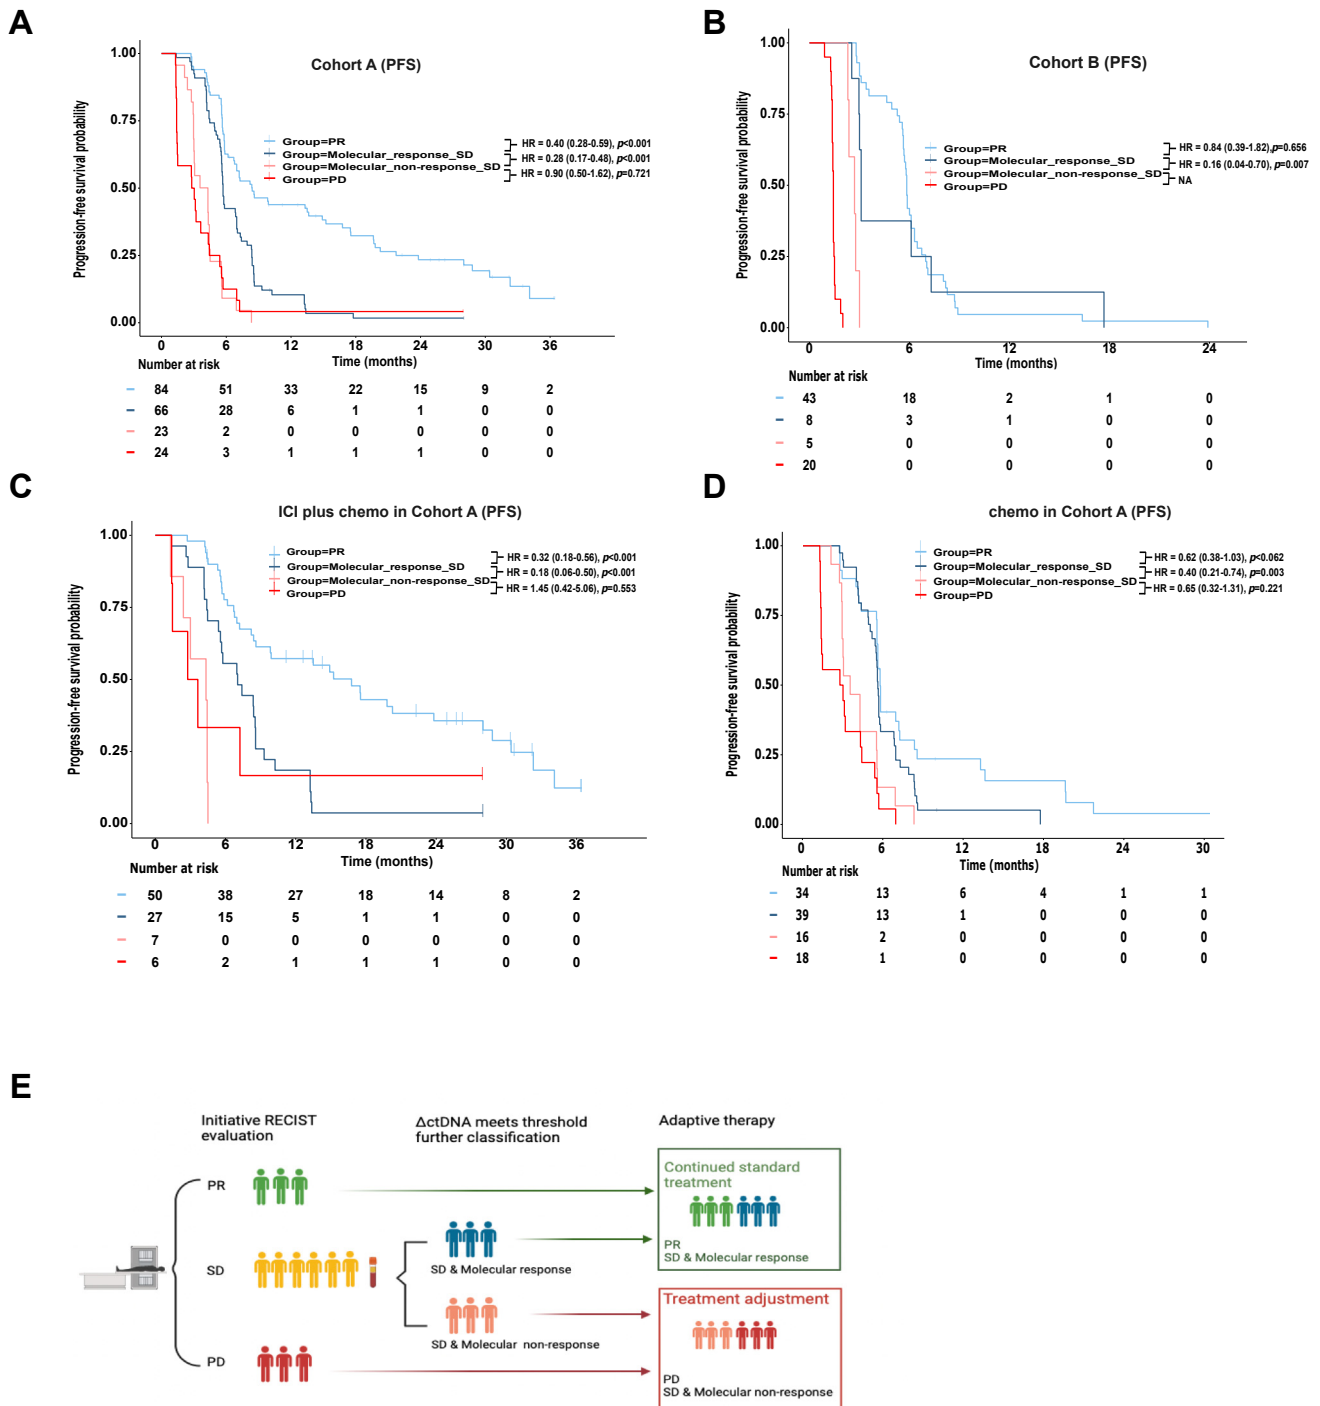 A
Cohort A (PFS)
Progression-free survival probability
1.00
0.75
0.50
0.25
0.00
Group=PR
Group=Molecular_response_SD
Group=Molecular_non-response_SD
Group=PD
HR = 0.40 (0.28-0.59), p<0.001
HR = 0.28 (0.17-0.48), p<0.001
HR = 0.90 (0.50-1.62), p=0.721
0 6 12 18 24 30 36
Time (months)
Number at risk
84 51 33 22 15 9 2
66 28 6 1 1 0 0
23 2 0 0 0 0 0
24 3 1 1 1 0 0
B
Cohort B (PFS)
Progression-free survival probability
1.00
0.75
0.50
0.25
0.00
Group=PR
Group=Molecular_response_SD
Group=Molecular_non-response_SD
Group=PD
HR = 0.84 (0.39-1.82),p=0.656
HR = 0.16 (0.04-0.70), p=0.007
NA
0 6 12 18 24
Time (months)
Number at risk
43 18 2 1 0
8 3 1 0 0
5 0 0 0 0
20 0 0 0 0
C
ICI plus chemo in Cohort A (PFS)
Progression-free survival probability
1.00
0.75
0.50
0.25
0.00
Group=PR
Group=Molecular_response_SD
Group=Molecular_non-response_SD
Group=PD
HR = 0.32 (0.18-0.56), p<0.001
HR = 0.18 (0.06-0.50), p<0.001
HR = 1.45 (0.42-5.06), p=0.553
0 6 12 18 24 30 36
Time (months)
Number at risk
50 38 27 18 14 8 2
27 15 5 1 1 0 0
7 0 0 0 0 0 0
6 2 1 1 1 0 0
D
chemo in Cohort A (PFS)
Progression-free survival probability
1.00
0.75
0.50
0.25
0.00
Group=PR
Group=Molecular_response_SD
Group=Molecular_non-response_SD
Group=PD
HR = 0.62 (0.38-1.03), p<0.062
HR = 0.40 (0.21-0.74), p=0.003
HR = 0.65 (0.32-1.31), p=0.221
0 6 12 18 24 30
Time (months)
Number at risk
34 13 6 4 1 1
39 13 1 0 0 0
16 2 0 0 0 0
18 1 0 0 0 0
E
Initiative RECIST
evaluation
ΔctDNA meets threshold
further classification
Adaptive therapy
PR
SD
PD
SD & Molecular response
SD & Molecular non-response
Continued standard
treatment
PR
SD & Molecular response
Treatment adjustment
PD
SD & Molecular non-response